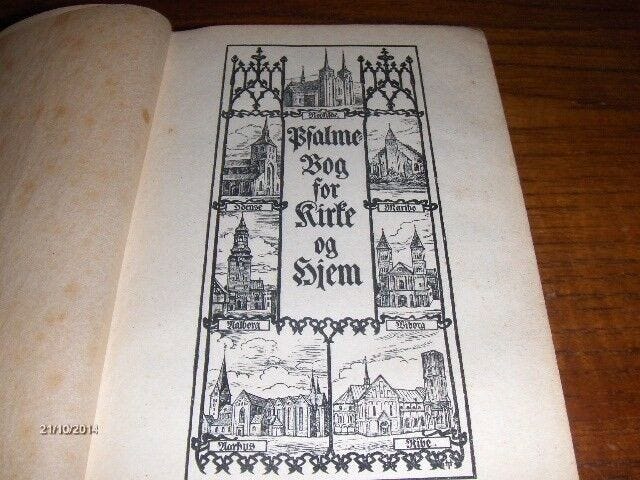 Roskilde.
Psalme-
Bog
for
Kirke
og
Hjem
Odense
Maribo
Aalborg
Viborg
Aarhus
Ribe.
21/10/2014